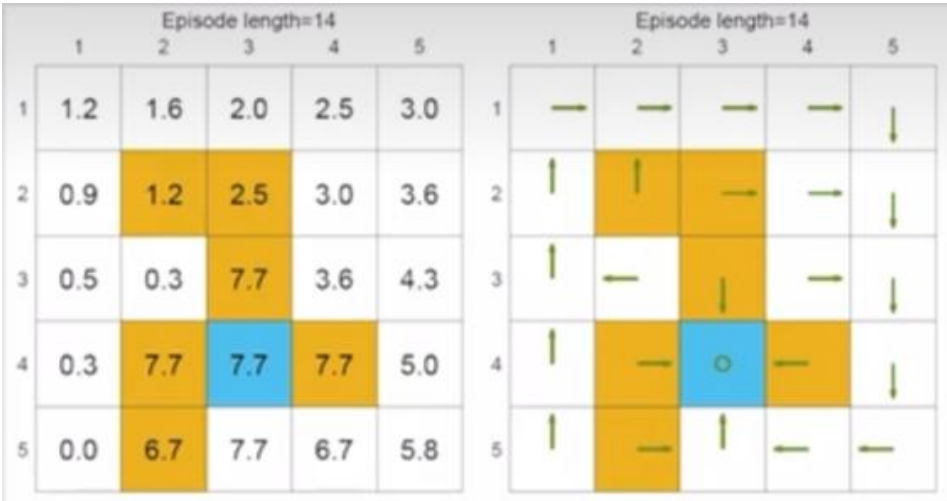 Episode length=14 Episode length=14
1 2 3 4 5 1 2 3 4 5
1 1.2 1.6 2.0 2.5 3.0 1
2 0.9 1.2 2.5 3.0 3.6 2
3 0.5 0.3 7.7 3.6 4.3 3
4 0.3 7.7 7.7 7.7 5.0 4
5 0.0 6.7 7.7 6.7 5.8 5